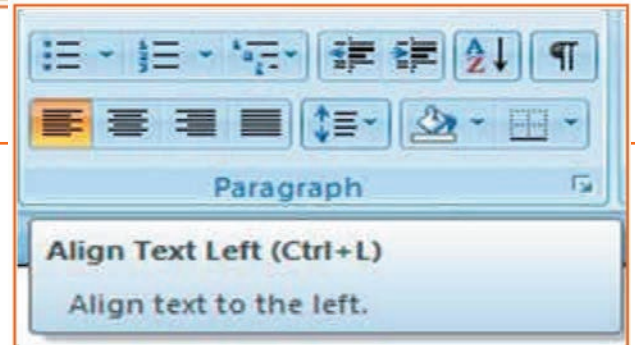 Paragraph
Align Text Left (Ctrl+L)
Align text to the left.